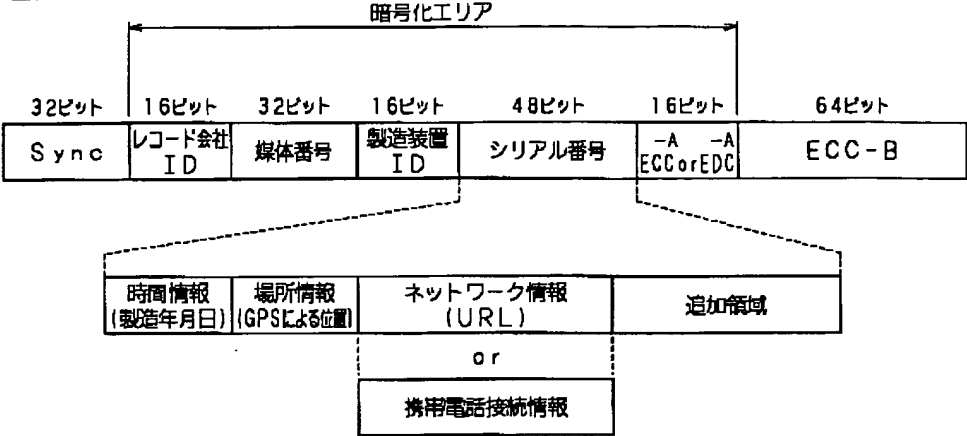 暗号化エリア
32ビット 16ビット 32ビット 16ビット 48ビット 16ビット 64ビット
Sync レコード会社ID 媒体番号 製造装置ID シリアル番号 -A -A ECCorEDC ECC-B
時間情報 場所情報 ネットワーク情報 追加領域
(製造年月日) (GPSによる位置) (URL)
or
携帯電話接続情報